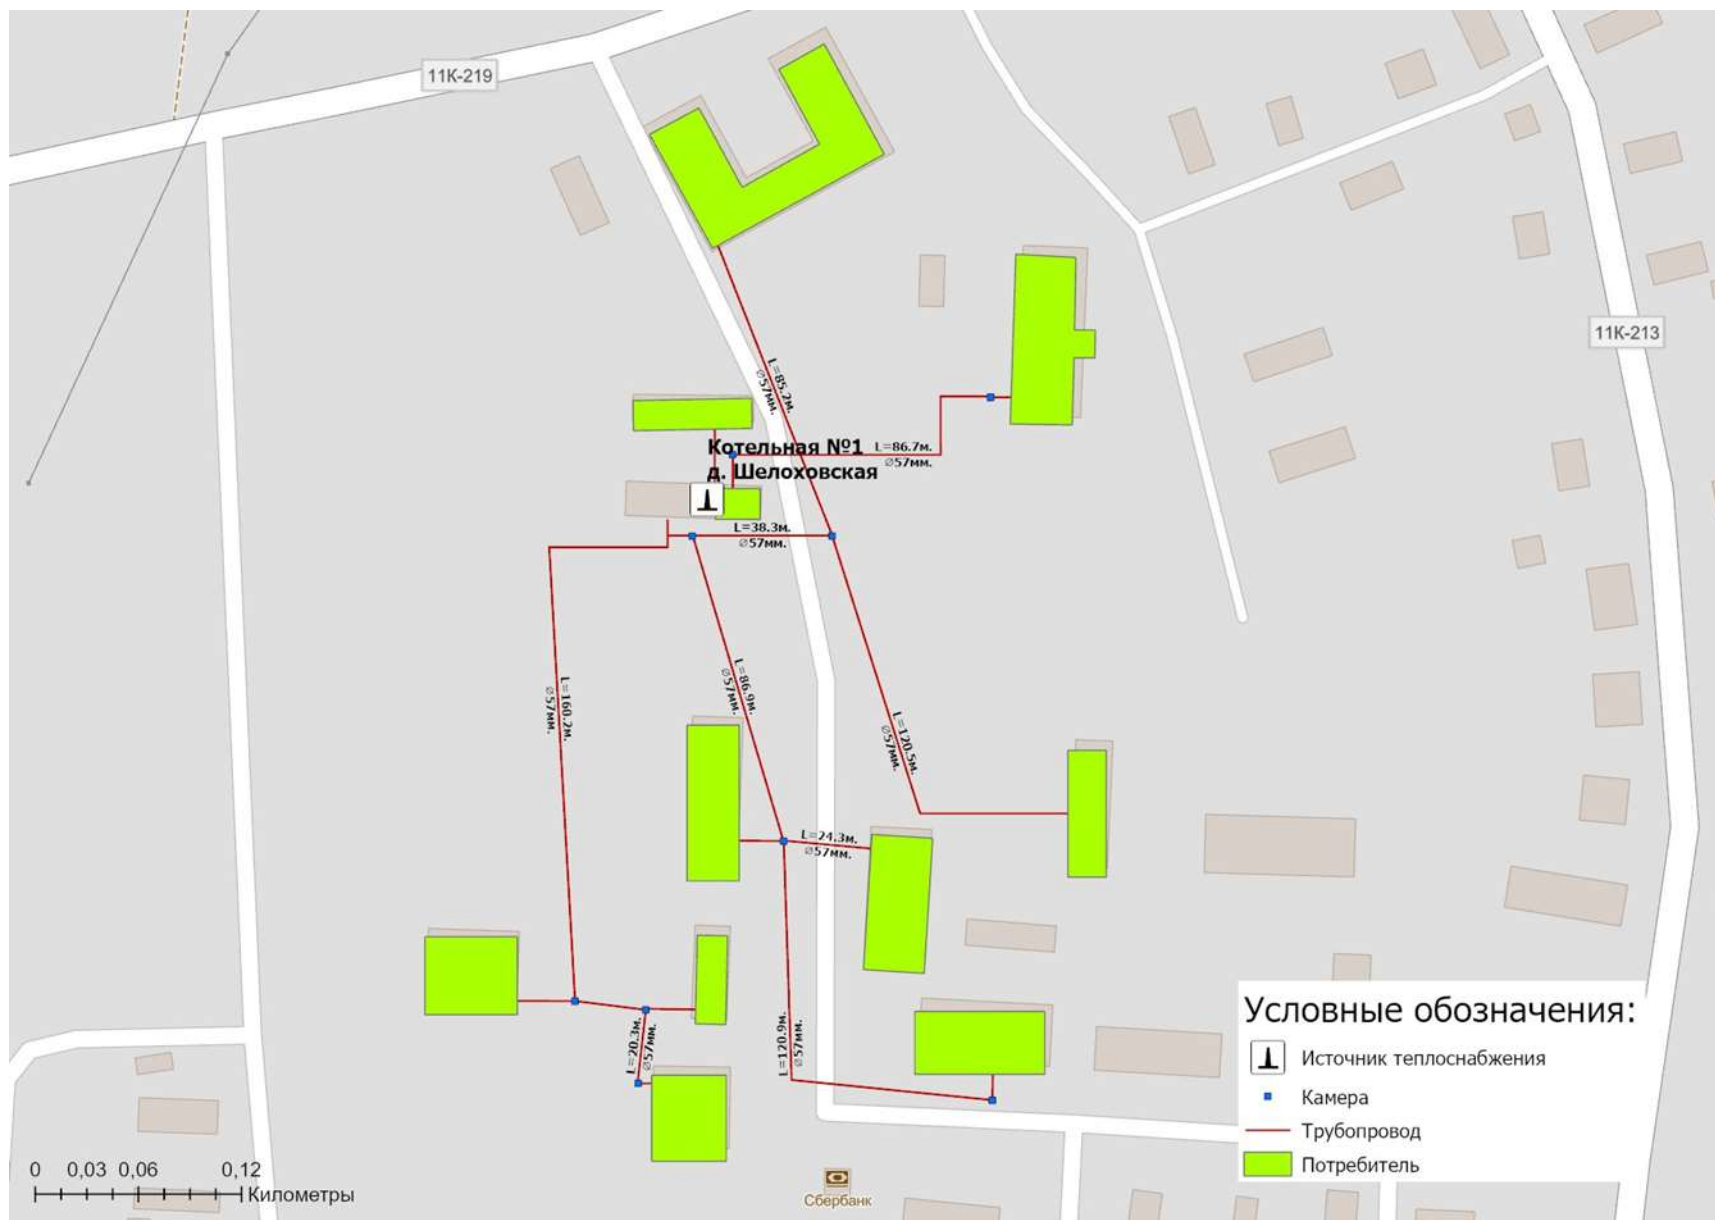 11К-219
11К-213
L=85.2м.
⌀57мм.
Котельная №1
д. Шелоховская
L=86.7м.
⌀57мм.
L=38.3м.
⌀57мм.
L=160.2м.
⌀57мм.
L=86.9м.
⌀57мм.
L=120.5м.
⌀57мм.
L=24.3м.
⌀57мм.
L=20.3м.
⌀57мм.
L=120.9м.
⌀57мм.
Условные обозначения:
Источник теплоснабжения
Камера
Трубопровод
Потребитель
0 0,03 0,06 0,12
Километры
Сбербанк